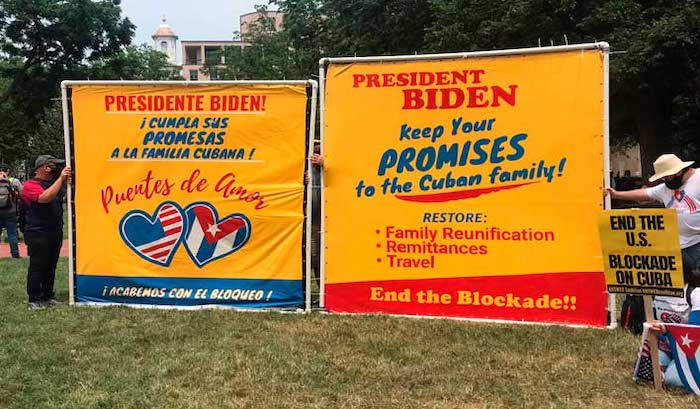 PRESIDENTE BIDEN!
¡ CUMPLA SUS
PROMESAS
A LA FAMILIA CUBANA !
Puentes de Amor
¡ ACABEMOS CON EL BLOQUEO !
PRESIDENT
BIDEN
Keep Your
PROMISES
to the Cuban family!
RESTORE:
• Family Reunification
• Remittances
• Travel
End the Blockade!!
END THE
U.S.
BLOCKADE
ON CUBA